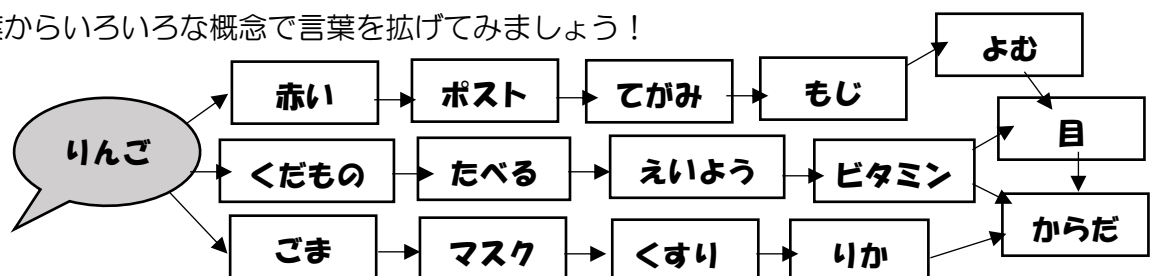 からいろいろな概念で言葉を拡げてみましょう！
りんご
赤い
ポスト
てがみ
もじ
よむ
目
からだ
くだもの
たべる
えいよう
ビタミン
ごま
マスク
くすり
りか